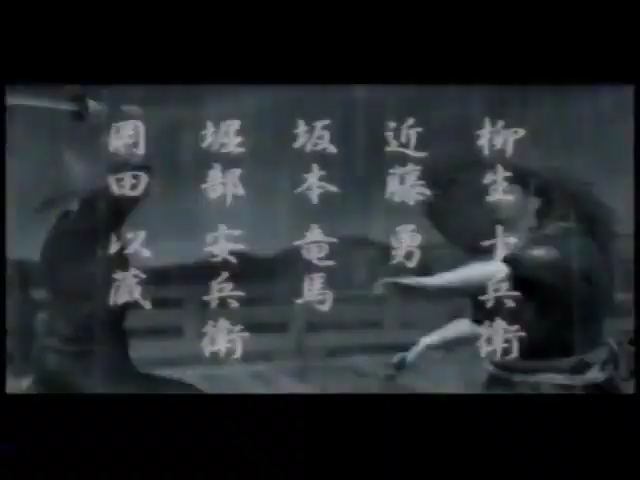 柳生十兵衛
近藤勇
坂本竜馬
堀部安兵衛
岡田以蔵